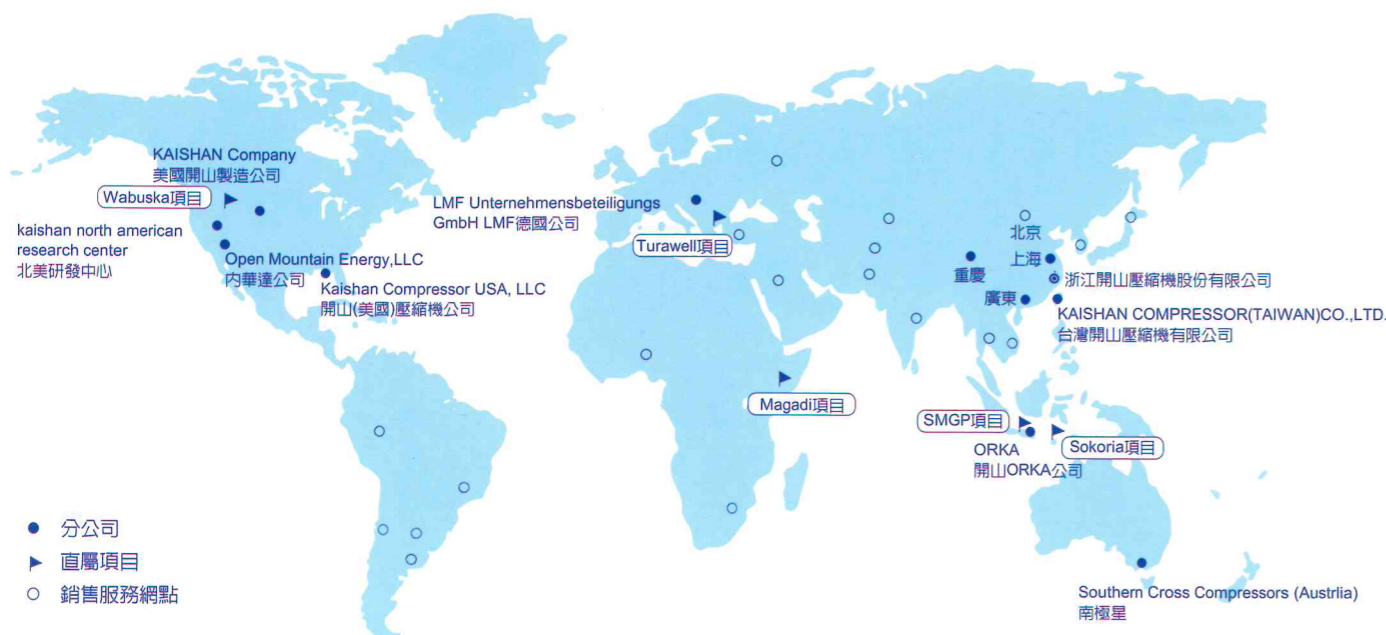 KAISHAN Company
美國開山製造公司
Wabuska項目
kaishan north american
research center
北美研發中心
Open Mountain Energy,LLC
内華達公司
Kaishan Compressor USA, LLC
開山(美國)壓縮機公司
LMF Unternehmensbeteiligungs
GmbH LMF德國公司
Turawell項目
Magadi項目
北京
上海
重慶
浙江開山壓縮機股份有限公司
廣東
KAISHAN COMPRESSOR(TAIWAN)CO.,LTD.
台灣開山壓縮機有限公司
SMGP項目
Sokoria項目
ORKA
開山ORKA公司
Southern Cross Compressors (Austrlia)
南極星
分公司
直屬項目
銷售服務網點